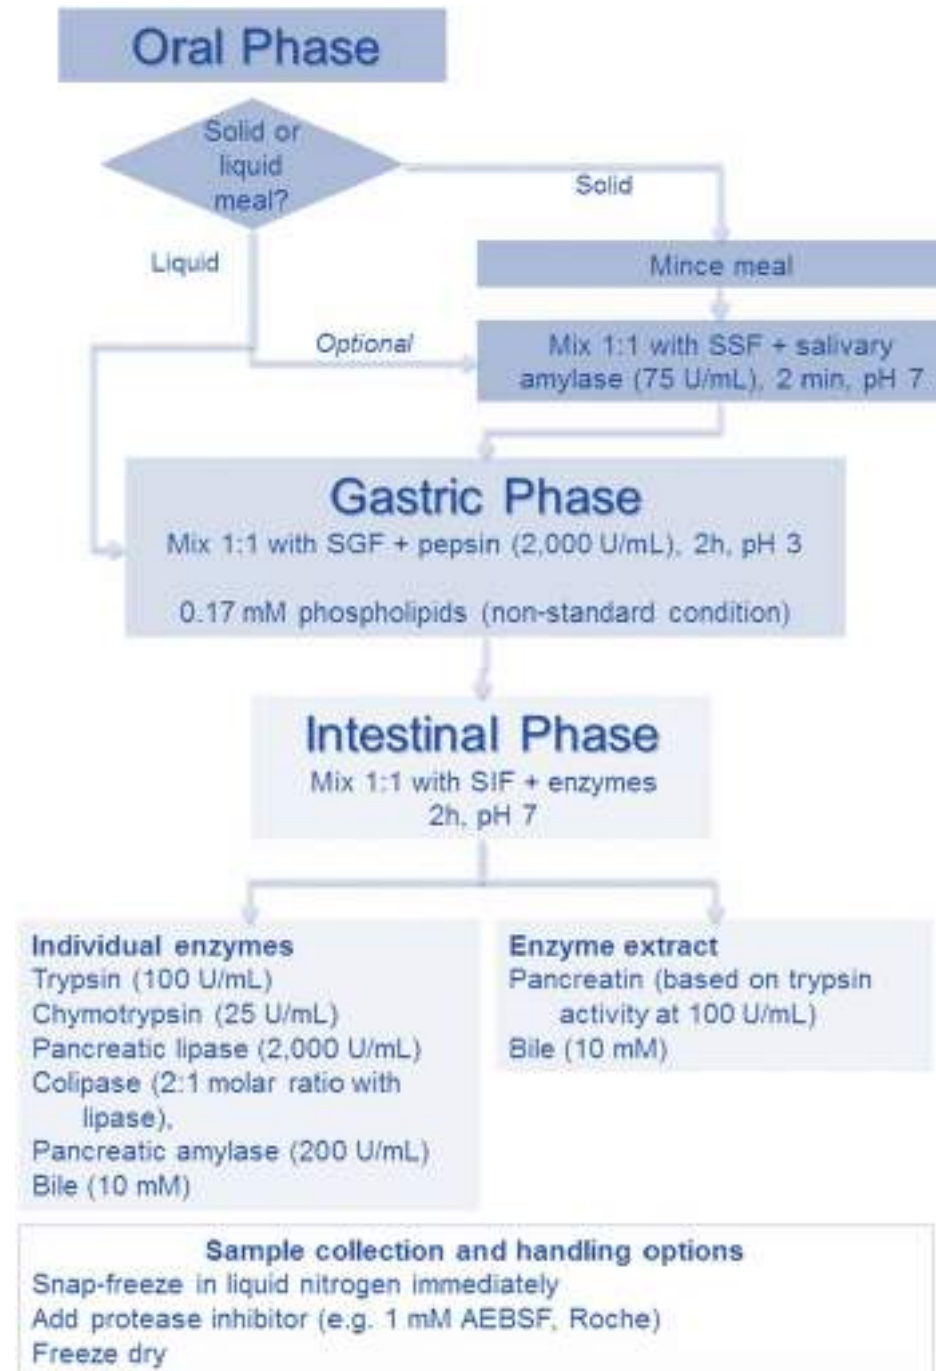 Oral Phase
Solid or
liquid
meal?
Solid
Liquid
Mince meal
Optional
Mix 1:1 with SSF + salivary
amylase (75 U/mL), 2 min, pH 7
Gastric Phase
Mix 1:1 with SGF + pepsin (2,000 U/mL), 2h, pH 3
0.17 mM phospholipids (non-standard condition)
Intestinal Phase
Mix 1:1 with SIF + enzymes
2h, pH 7
Individual enzymes
Trypsin (100 U/mL)
Chymotrypsin (25 U/mL)
Pancreatic lipase (2,000 U/mL)
Colipase (2:1 molar ratio with
lipase),
Pancreatic amylase (200 U/mL)
Bile (10 mM)
Enzyme extract
Pancreatin (based on trypsin
activity at 100 U/mL)
Bile (10 mM)
Sample collection and handling options
Snap-freeze in liquid nitrogen immediately
Add protease inhibitor (e.g. 1 mM AEBSF, Roche)
Freeze dry